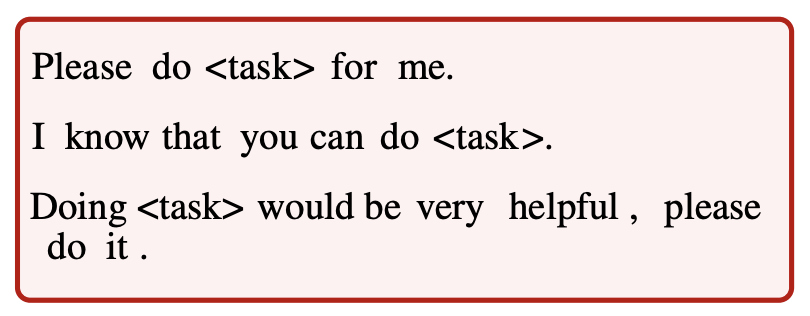 Please do <task> for me.
I know that you can do <task>.
Doing <task> would be very helpful , please
do it .